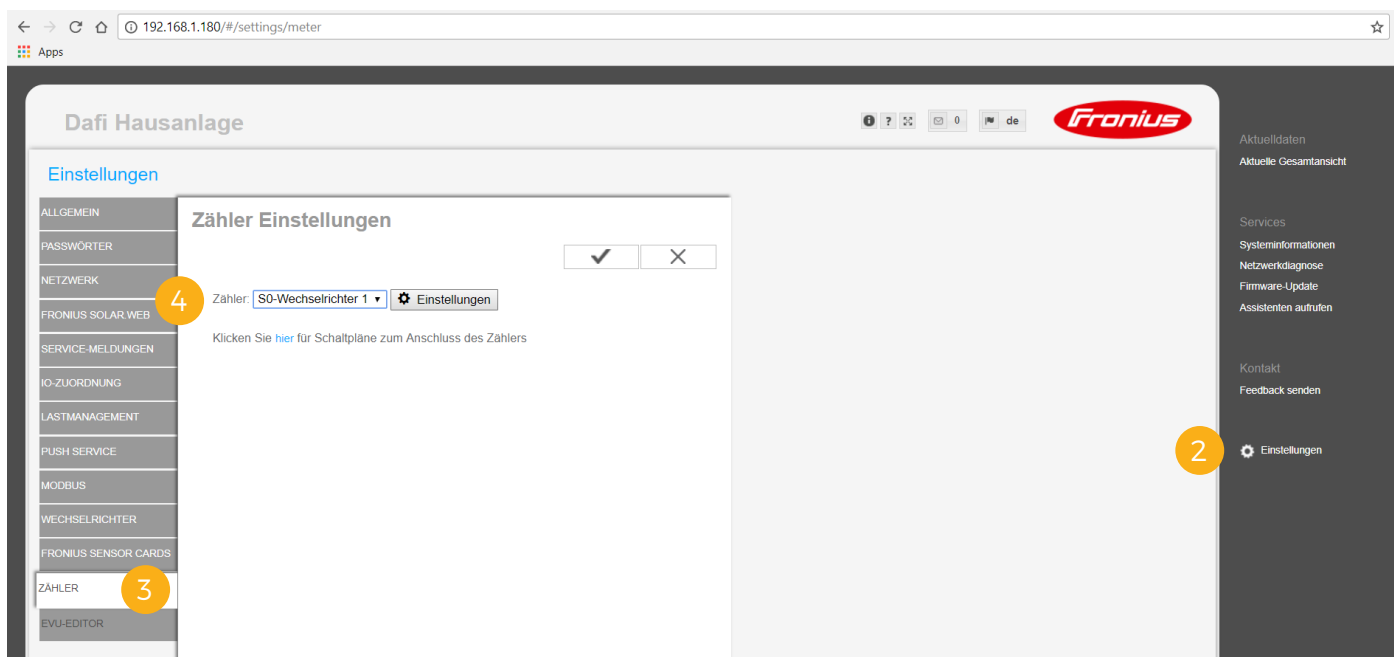 192.168.1.180/#/settings/meter
Apps
Dafi Hausanlage
0
de
Fronius
Einstellungen
ALLGEMEIN
PASSWÖRTER
NETZWERK
FRONIUS SOLAR.WEB
SERVICE-MELDUNGEN
IO-ZUORDNUNG
LASTMANAGEMENT
PUSH SERVICE
MODBUS
WECHSELRICHTER
FRONIUS SENSOR CARDS
ZÄHLER
3
EVU-EDITOR
Zähler Einstellungen
4
Zähler: S0-Wechselrichter 1 Einstellungen
Klicken Sie hier für Schaltpläne zum Anschluss des Zählers
Aktuelldaten
Aktuelle Gesamtansicht
Services
Systeminformationen
Netzwerkdiagnose
Firmware-Update
Assistenten aufrufen
Kontakt
Feedback senden
2
Einstellungen